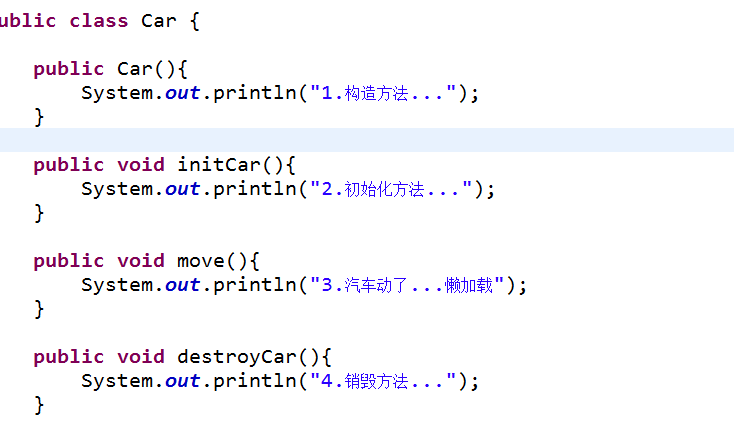 ublic class Car {
public Car(){
System.out.println("1.构造方法...");
}
public void initCar(){
System.out.println("2.初始化方法...");
}
public void move(){
System.out.println("3.汽车动了...懒加载");
}
public void destroyCar(){
System.out.println("4.销毁方法...");
}